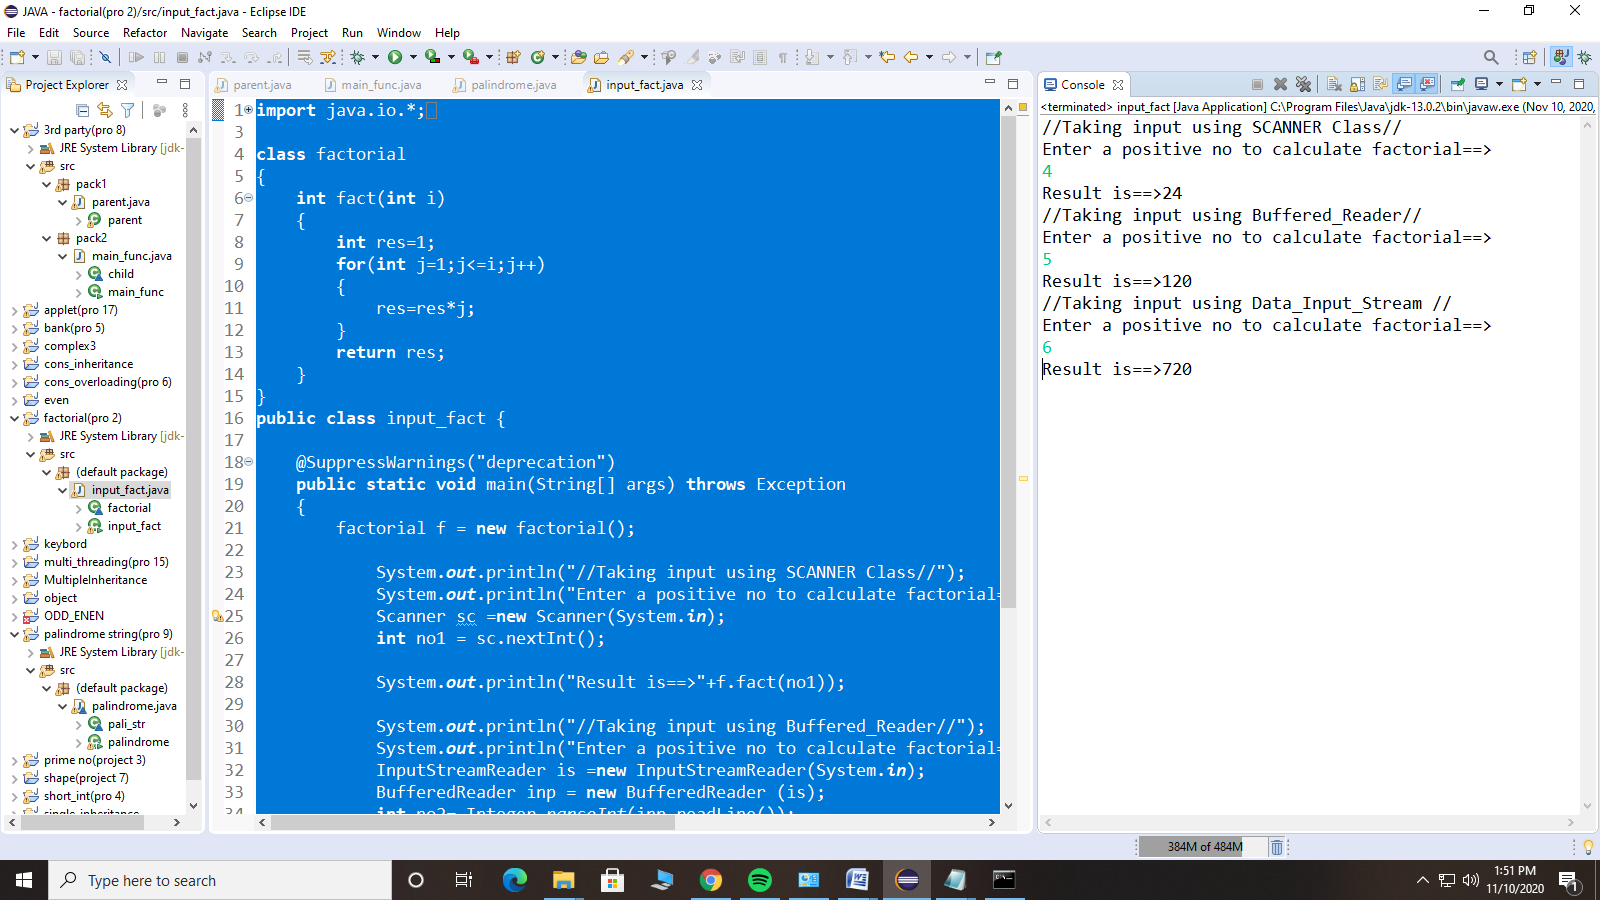 JAVA - factorial(pro 2)/src/input_fact.java - Eclipse IDE
File Edit Source Refactor Navigate Search Project Run Window Help
Project Explorer
3rd party(pro 8)
JRE System Library [jdk-
src
pack1
parent.java
parent
pack2
main_func.java
child
main_func
applet(pro 17)
bank(pro 5)
complex3
cons_inheritance
cons_overloading(pro 6)
even
factorial(pro 2)
JRE System Library [jdk-
src
(default package)
input_fact.java
factorial
input_fact
keybord
multi_threading(pro 15)
MultipleInheritance
object
ODD_ENEN
palindrome string(pro 9)
JRE System Library [jdk-
src
(default package)
palindrome.java
pali_str
palindrome
prime no(project 3)
shape(project 7)
short_int(pro 4)
single_inheritance
parent.java main_func.java palindrome.java input_fact.java
1 import java.io.*;
3
4 class factorial
5 {
6 int fact(int i)
7 {
8 int res=1;
9 for(int j=1;j<=i;j++)
10 {
11 res=res*j;
12 }
13 return res;
14 }
15 }
16 public class input_fact {
17
18 @SuppressWarnings("deprecation")
19 public static void main(String[] args) throws Exception
20 {
21 factorial f = new factorial();
22
23 System.out.println("//Taking input using SCANNER Class//");
24 System.out.println("Enter a positive no to calculate factorial=
25 Scanner sc =new Scanner(System.in);
26 int no1 = sc.nextInt();
27
28 System.out.println("Result is==>"+f.fact(no1));
29
30 System.out.println("//Taking input using Buffered_Reader//");
31 System.out.println("Enter a positive no to calculate factorial=
32 InputStreamReader is =new InputStreamReader(System.in);
33 BufferedReader inp = new BufferedReader (is);
34 int no2= Integer.parseInt(inp.readLine());
Console
<terminated> input_fact [Java Application] C:\Program Files\Java\jdk-13.0.2\bin\javaw.exe (Nov 10, 2020,
//Taking input using SCANNER Class//
Enter a positive no to calculate factorial==>
4
Result is==>24
//Taking input using Buffered_Reader//
Enter a positive no to calculate factorial==>
5
Result is==>120
//Taking input using Data_Input_Stream //
Enter a positive no to calculate factorial==>
6
Result is==>720
384M of 484M
Type here to search
1:51 PM
11/10/2020
1